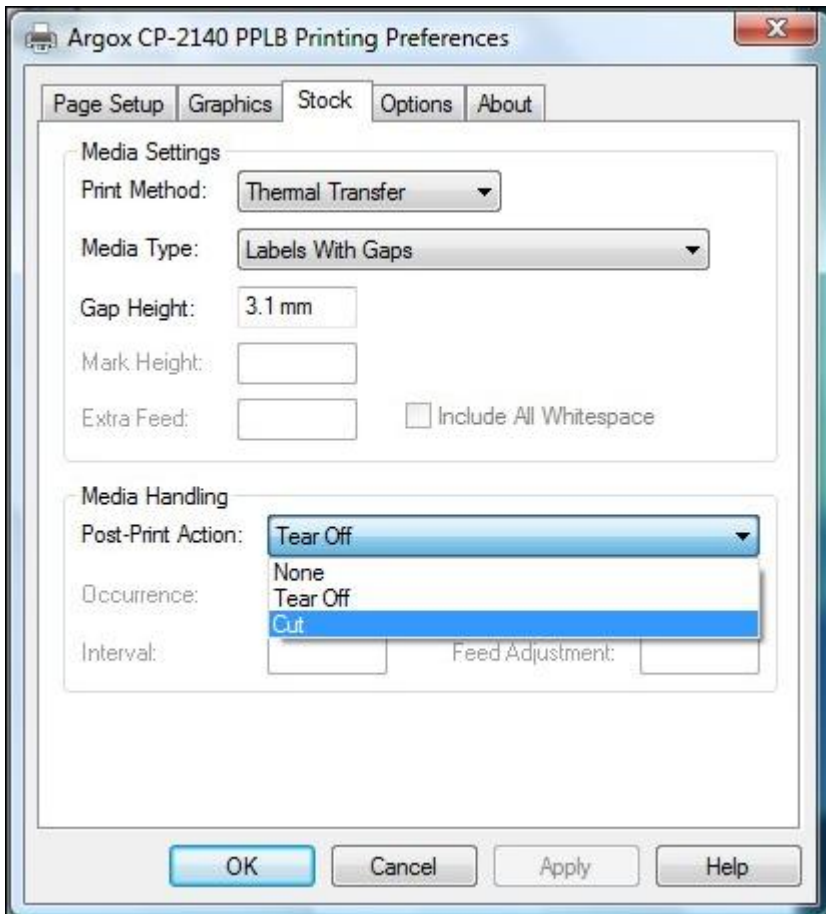 Argox CP-2140 PPLB Printing Preferences
Page Setup Graphics Stock Options About
Media Settings
Print Method: Thermal Transfer
Media Type: Labels With Gaps
Gap Height: 3.1 mm
Mark Height:
Extra Feed: Include All Whitespace
Media Handling
Post-Print Action: Tear Off
None
Occurrence: Tear Off
Cut
Interval: Feed Adjustment:
OK Cancel Apply Help